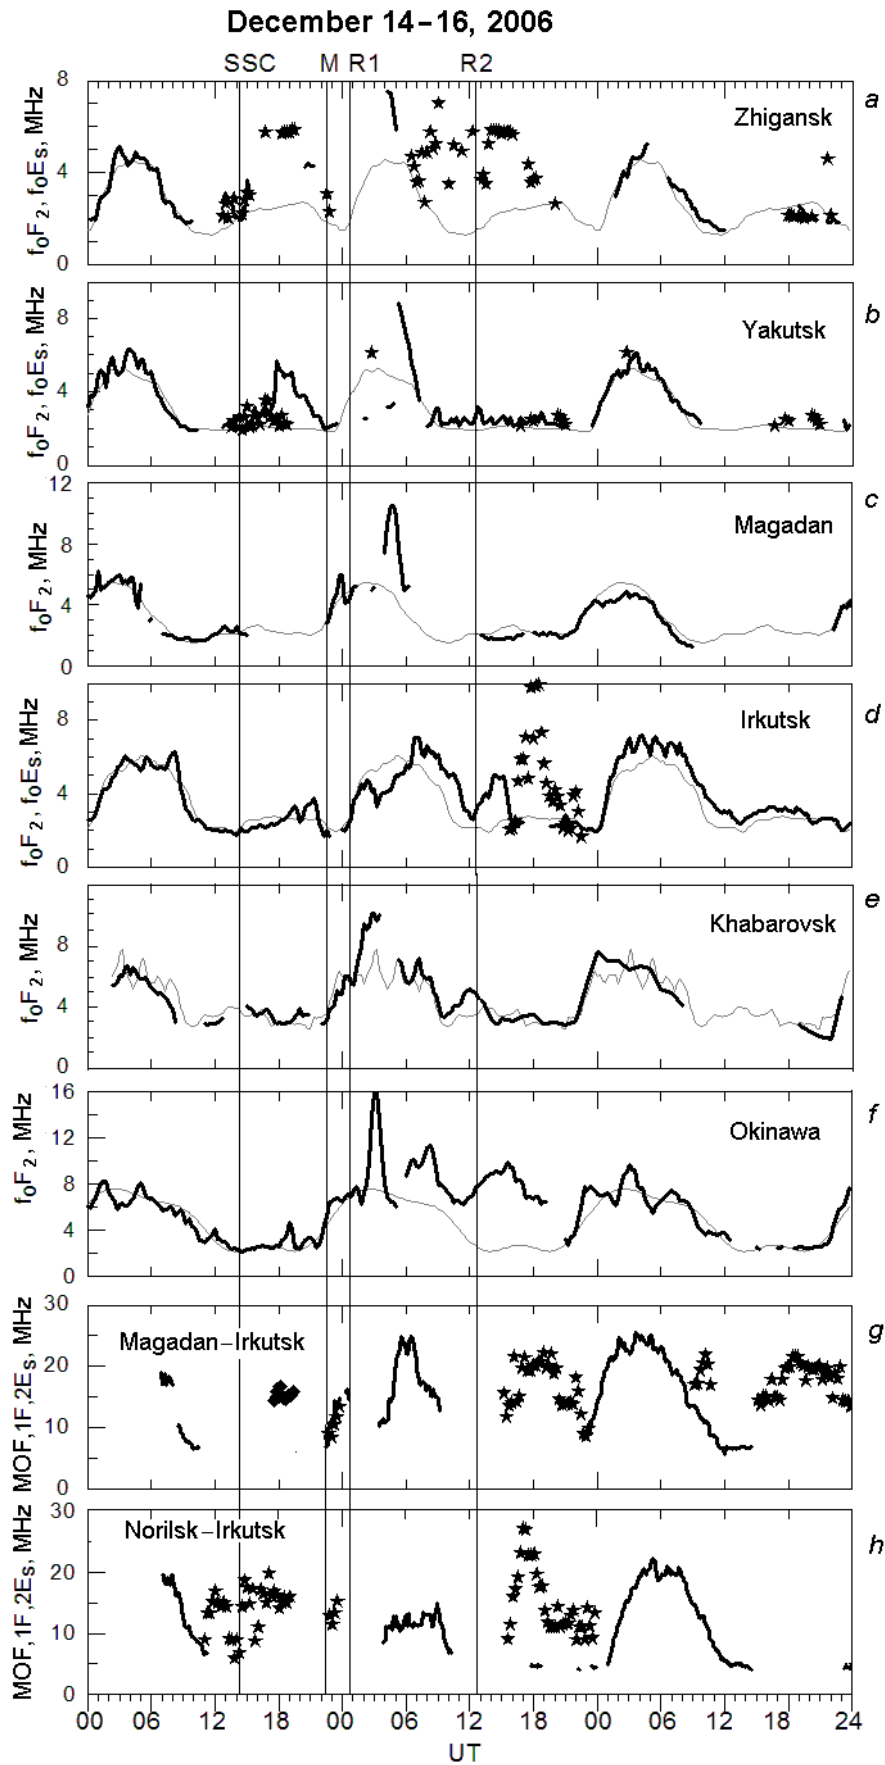 December 14–16, 2006
SSC M R1 R2
8
4
0
f₀F₂, f₀Eₛ, MHz
Zhigansk
a
8
4
0
f₀F₂, f₀Eₛ, MHz
Yakutsk
b
12
8
4
0
f₀F₂, MHz
Magadan
c
8
4
0
f₀F₂, f₀Eₛ, MHz
Irkutsk
d
8
4
0
f₀F₂, MHz
Khabarovsk
e
16
12
8
4
0
f₀F₂, MHz
Okinawa
f
30
20
10
0
MOF,1F,2Eₛ, MHz
Magadan–Irkutsk
g
30
20
10
0
MOF,1F,2Eₛ, MHz
Norilsk–Irkutsk
h
00 06 12 18 00 06 12 18 00 06 12 18 24
UT